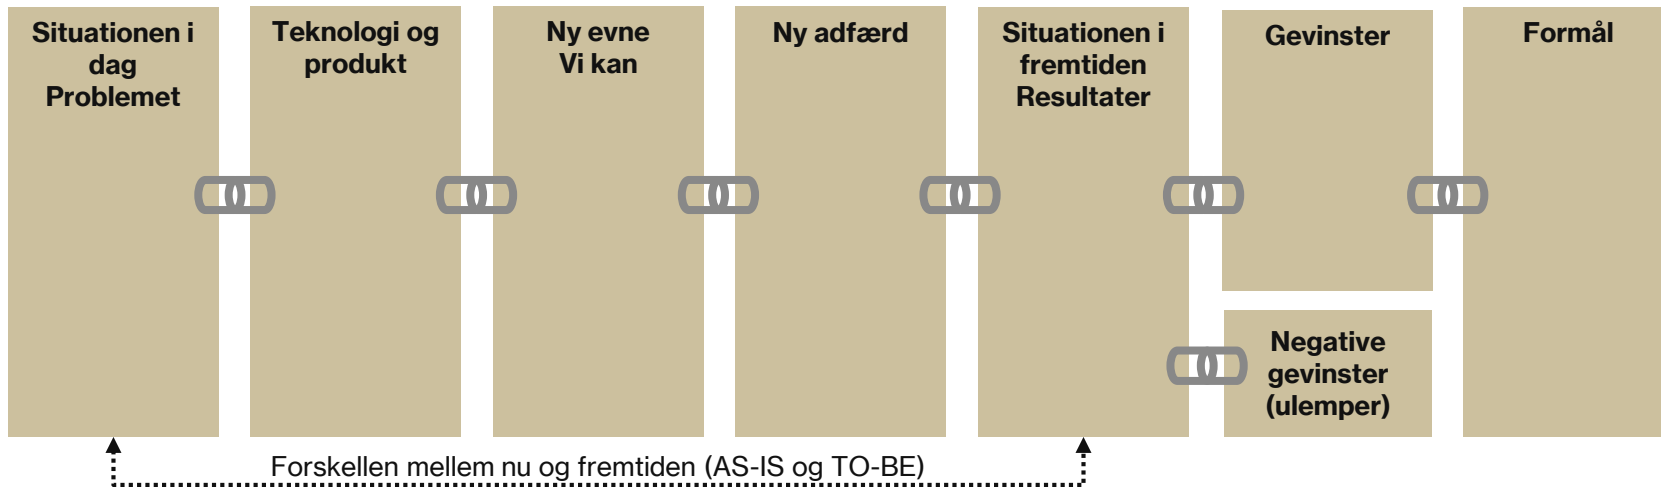 Situationen i
dag
Problemet
Teknologi og
produkt
Ny evne
Vi kan
Ny adfærd
Situationen i
fremtiden
Resultater
Gevinster
Negative
gevinster
(ulemper)
Formål
Forskellen mellem nu og fremtiden (AS-IS og TO-BE)